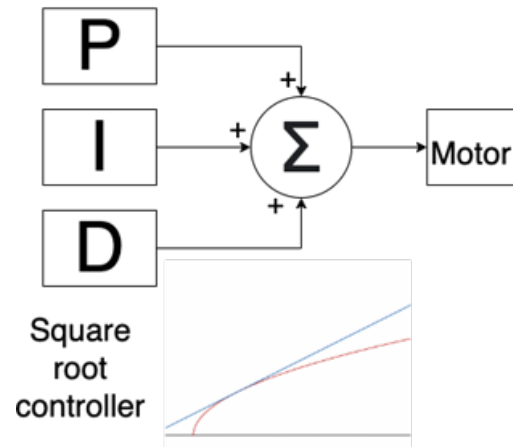 P
+
I
+
Σ
Motor
D
+
Square
root
controller